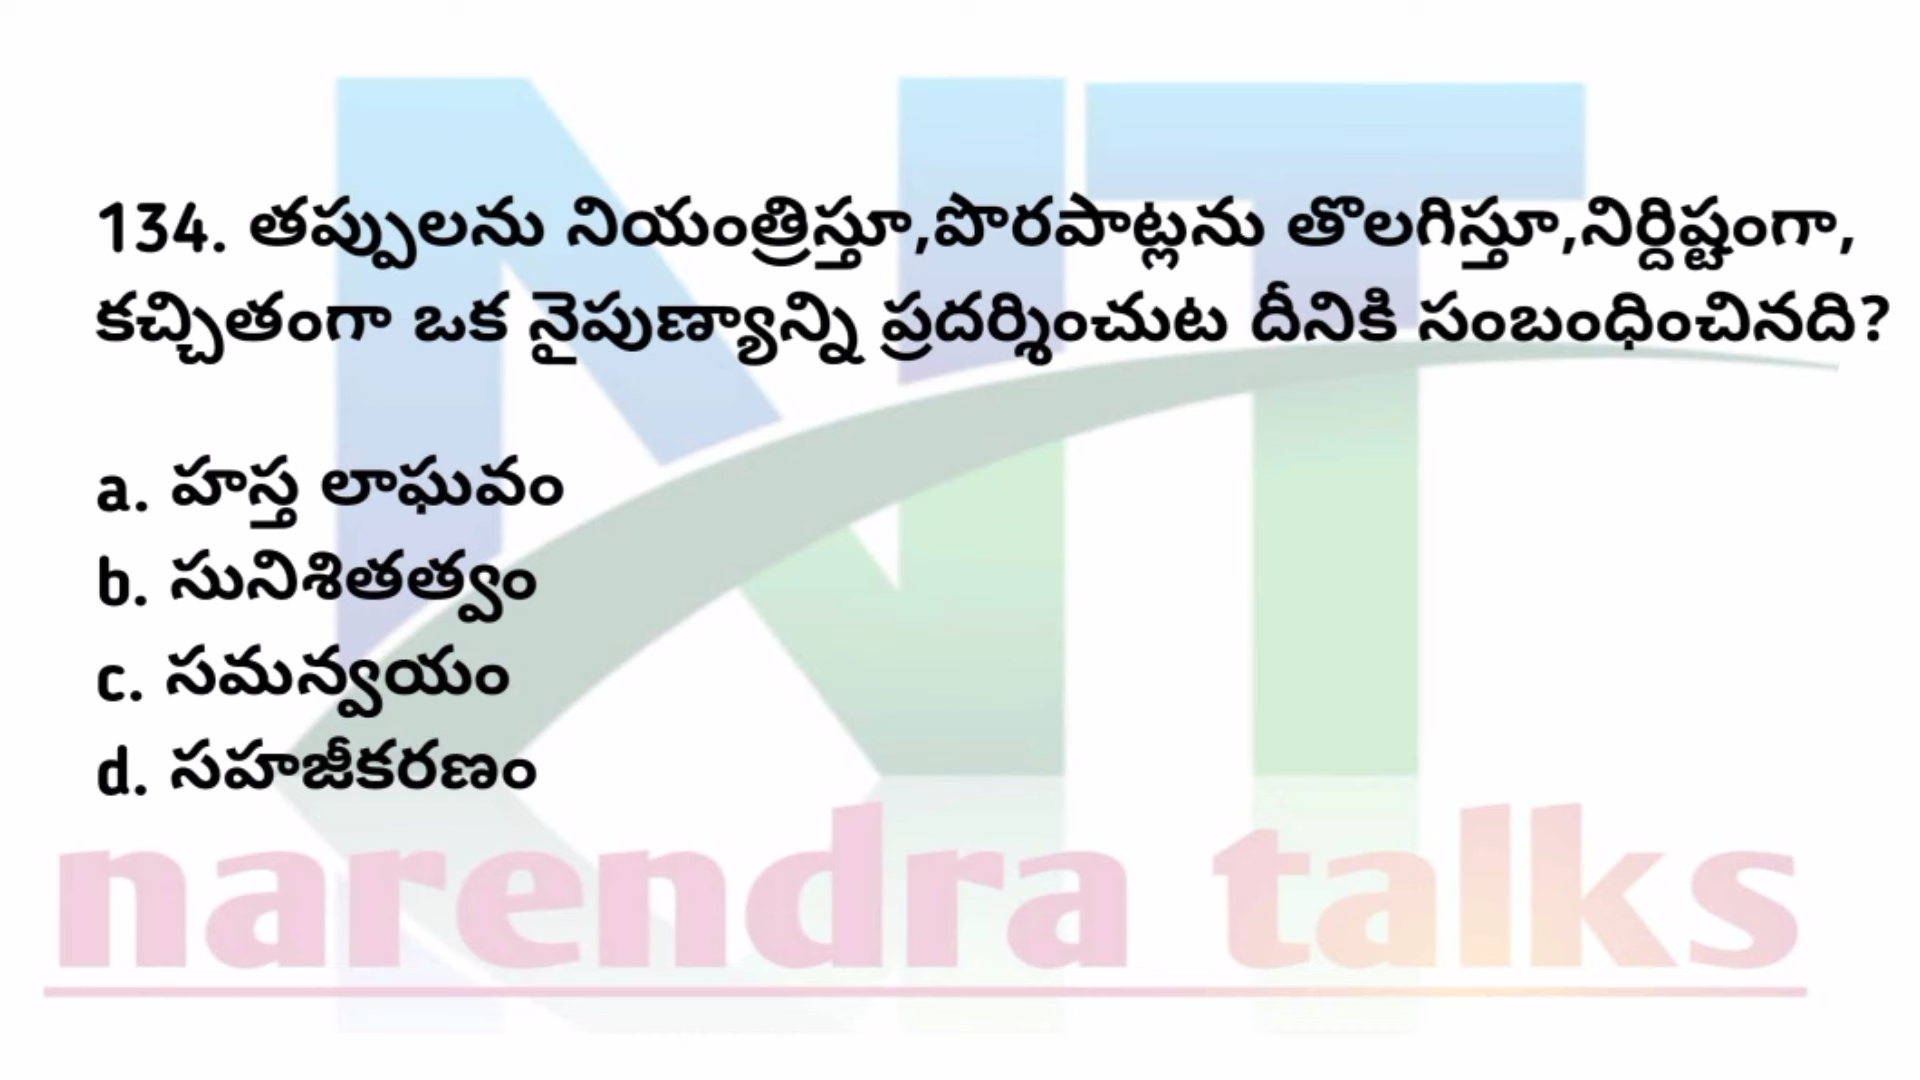 134. తప్పులను నియంత్రిస్తూ,పొరపాట్లను తొలగిస్తూ,నిర్దిష్టంగా,
కచ్చితంగా ఒక నైపుణ్యాన్ని ప్రదర్శించుట దీనికి సంబంధించినది?
a. హస్త లాఘవం
b. సునిశితత్వం
c. సమన్వయం
d. సహజీకరణం
NT
narendra talks